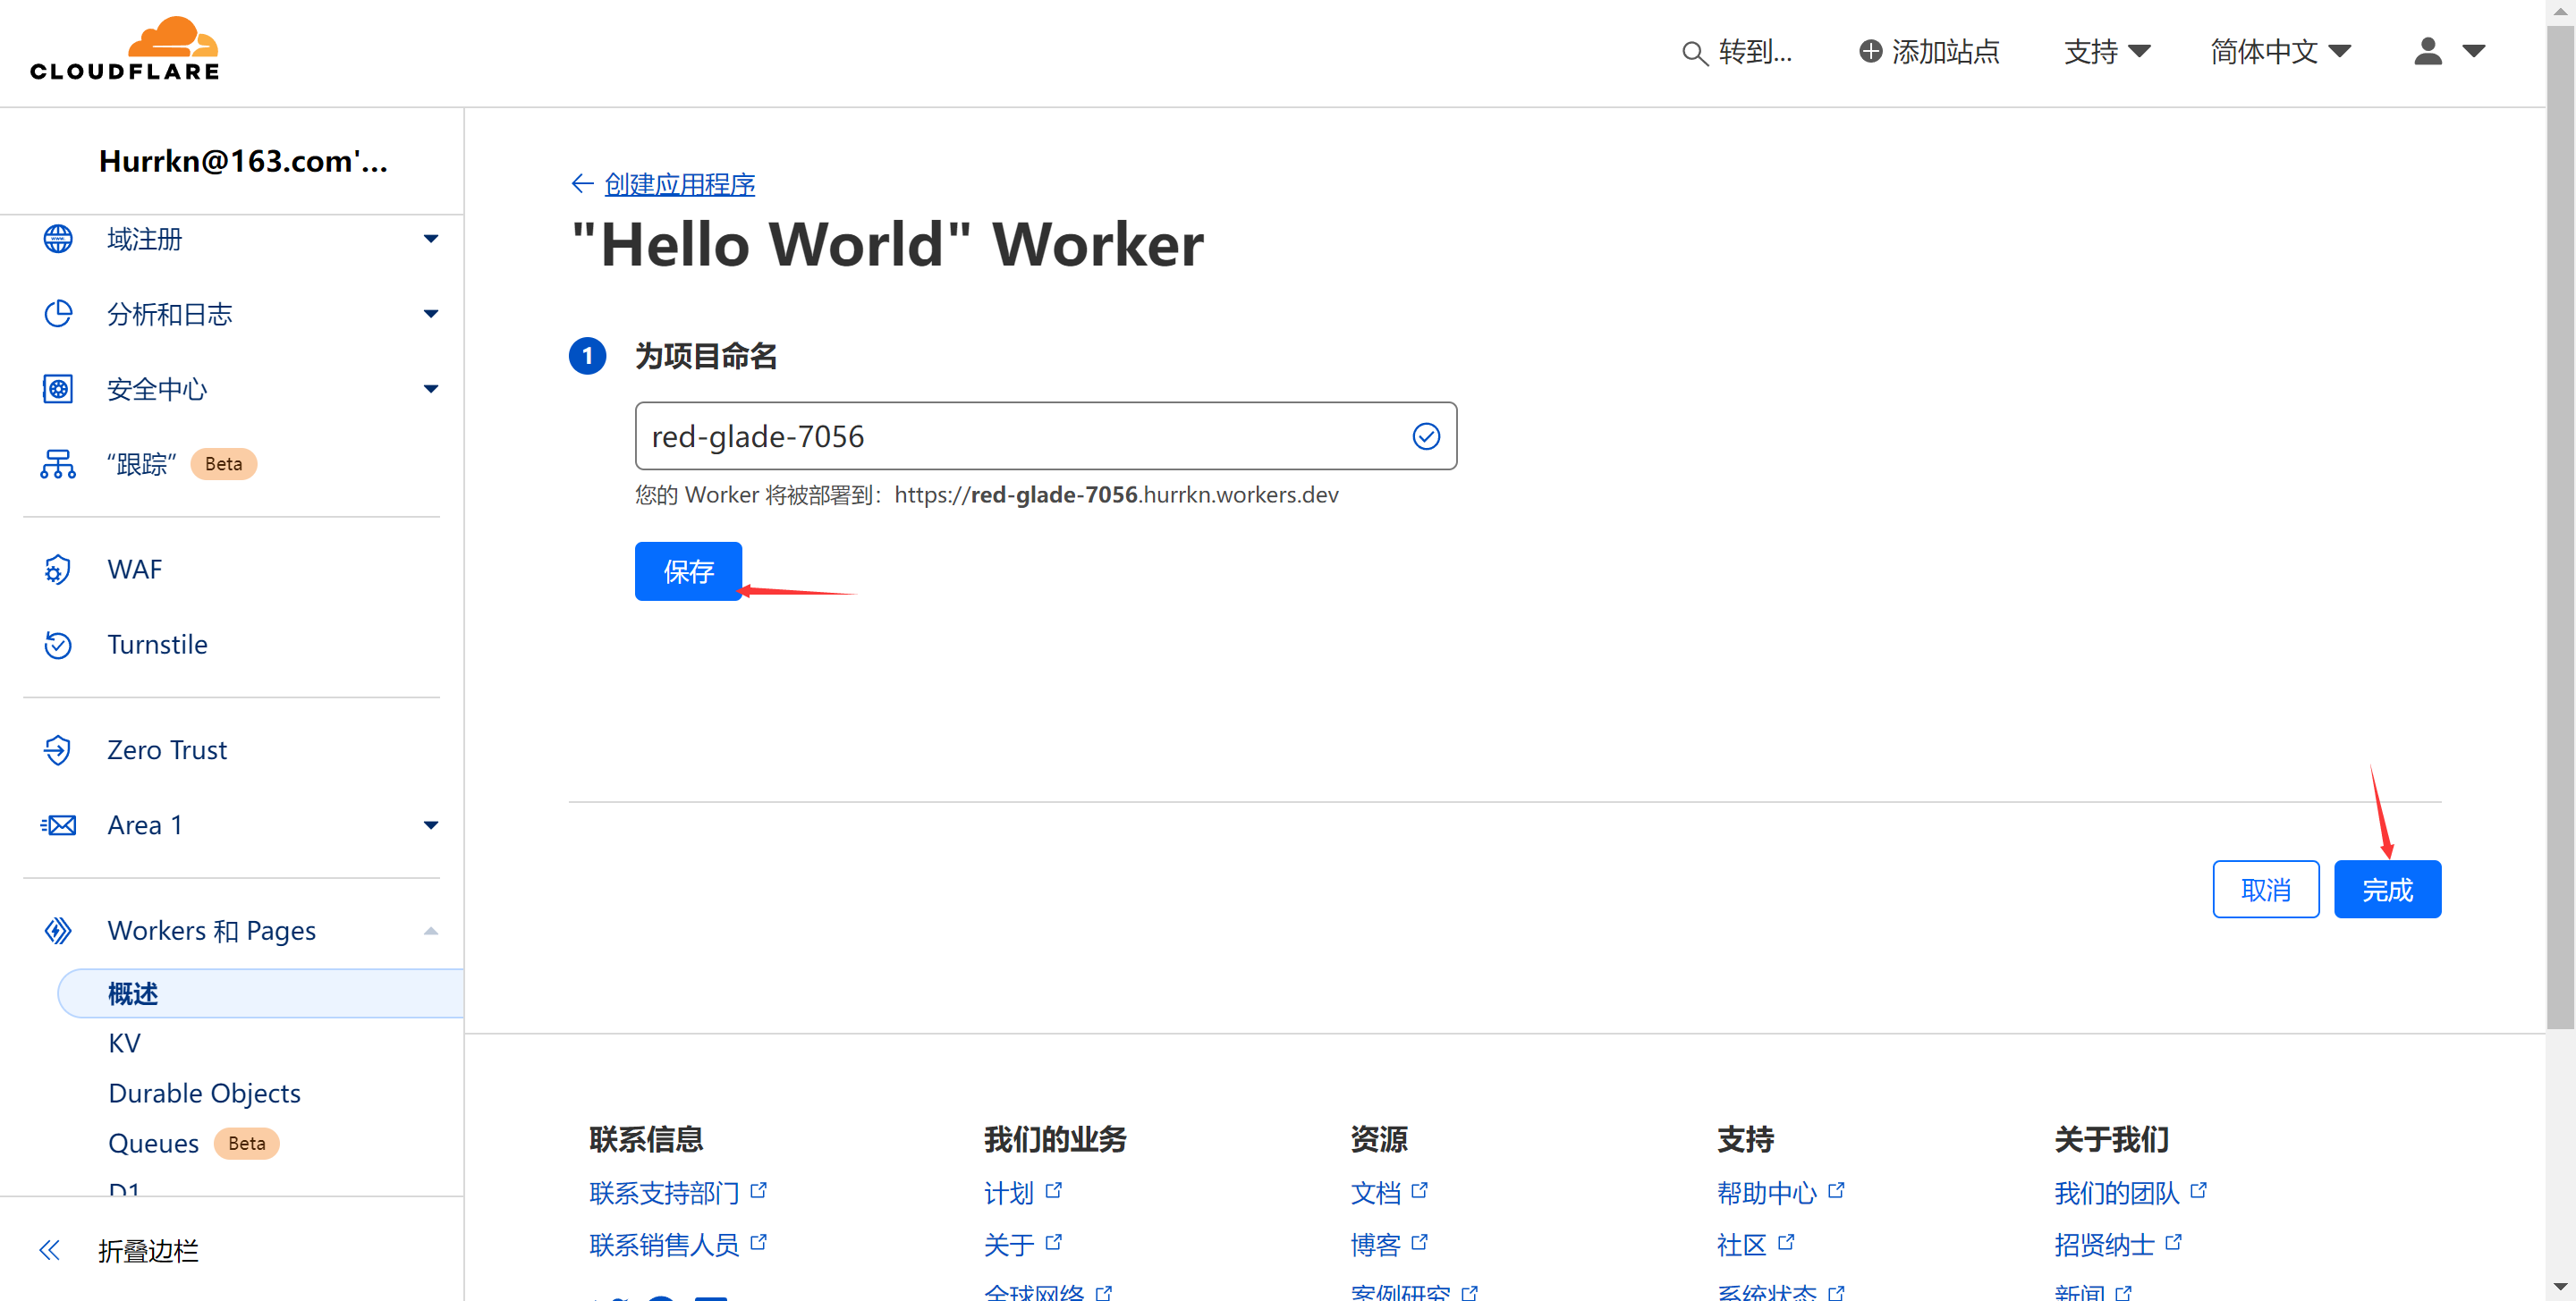 CLOUDFLARE
转到...
添加站点
支持
简体中文
Hurrkn@163.com'...
域注册
分析和日志
安全中心
“跟踪” Beta
WAF
Turnstile
Zero Trust
Area 1
Workers 和 Pages
概述
KV
Durable Objects
Queues Beta
D1
折叠边栏
创建应用程序
"Hello World" Worker
1 为项目命名
red-glade-7056
您的 Worker 将被部署到：https://red-glade-7056.hurrkn.workers.dev
保存
取消
完成
联系信息
联系支持部门
联系销售人员
我们的业务
计划
关于
全球网络
资源
文档
博客
案例研究
支持
帮助中心
社区
系统状态
关于我们
我们的团队
招贤纳士
新闻